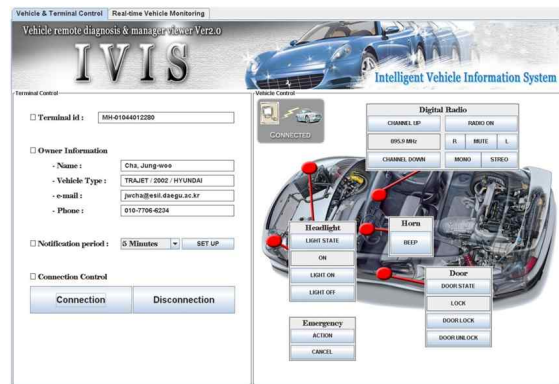 Vehicle & Terminal Control
Real-time Vehicle Monitoring
Vehicle remote diagnosis & manager viewer Ver2.0
IVIS
Intelligent Vehicle Information System
Terminal Control
Terminal id :
MH-01044012280
Owner Information
- Name :
Cha, Jung-woo
- Vehicle Type :
TRAJET / 2002 / HYUNDAI
- e-mail :
jwcha@esil.daegu.ac.kr
- Phone :
010-7706-6234
Notification period :
5 Minutes
SET UP
Connection Control
Connection
Disconnection
Vehicle Control
CONNECTED
Digital Radio
CHANNEL UP
RADIO ON
895.9 MHz
R
MUTE
L
CHANNEL DOWN
MONO
STREO
Headlight
LIGHT STATE
ON
LIGHT ON
LIGHT OFF
Horn
BEEP
Door
DOOR STATE
LOCK
DOOR LOCK
DOOR UNLOCK
Emergency
ACTION
CANCEL